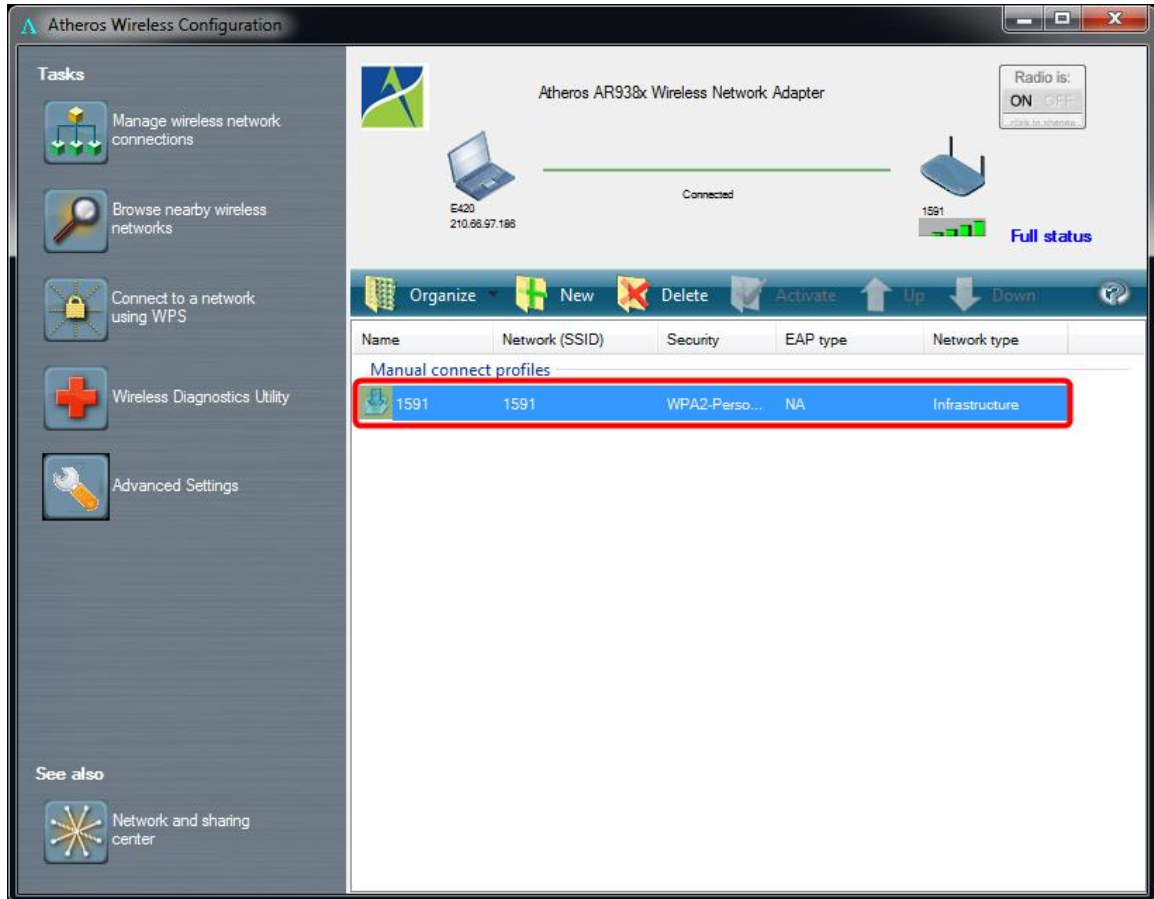 Atheros Wireless Configuration
Tasks
Manage wireless network
connections
Browse nearby wireless
networks
Connect to a network
using WPS
Wireless Diagnostics Utility
Advanced Settings
See also
Network and sharing
center
Atheros AR938x Wireless Network Adapter
Radio is:
ON OFF
click to change
Connected
E420
210.66.97.186
1591
Full status
Organize New Delete Activate Up Down
Name Network (SSID) Security EAP type Network type
Manual connect profiles
1591 1591 WPA2-Perso... NA Infrastructure